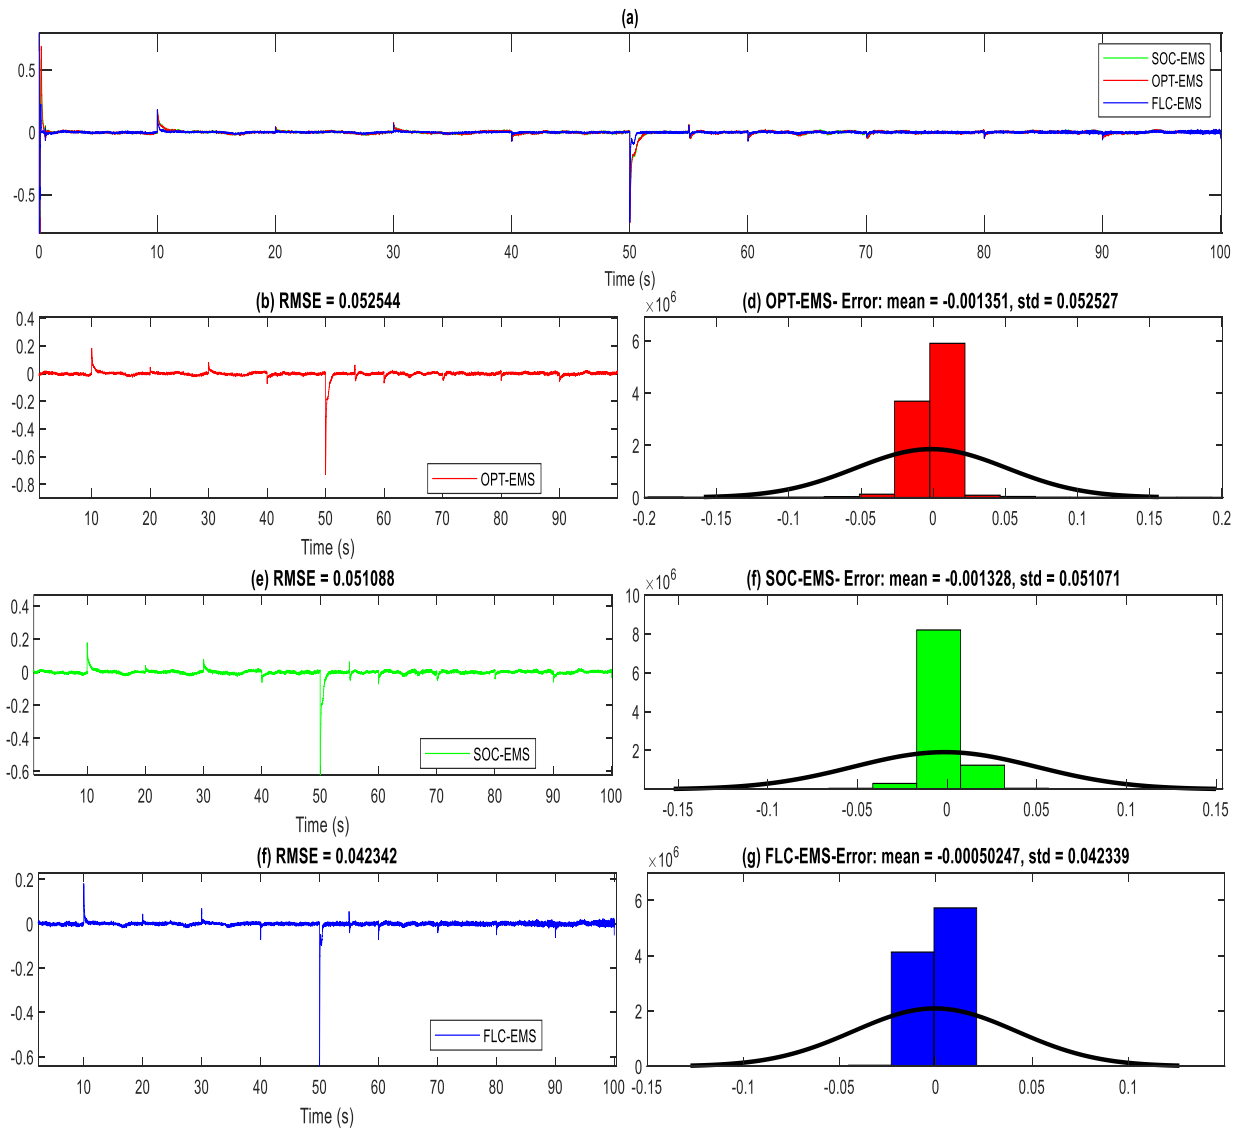 (a)
0.5
0
-0.5
SOC-EMS
OPT-EMS
FLC-EMS
0 10 20 30 40 50 60 70 80 90 100
Time (s)
(b) RMSE = 0.052544
0.4
0.2
0
-0.2
-0.4
-0.6
-0.8
OPT-EMS
10 20 30 40 50 60 70 80 90
Time (s)
(d) OPT-EMS- Error: mean = -0.001351, std = 0.052527
×10^6
6
4
2
0
-0.2 -0.15 -0.1 -0.05 0 0.05 0.1 0.15 0.2
(e) RMSE = 0.051088
0.4
0.2
0
-0.2
-0.4
-0.6
SOC-EMS
10 20 30 40 50 60 70 80 90 100
Time (s)
(f) SOC-EMS- Error: mean = -0.001328, std = 0.051071
×10^6
10
8
6
4
2
-0.15 -0.1 -0.05 0 0.05 0.1 0.15
(f) RMSE = 0.042342
0.2
0
-0.2
-0.4
-0.6
FLC-EMS
10 20 30 40 50 60 70 80 90 100
Time (s)
(g) FLC-EMS-Error: mean = -0.00050247, std = 0.042339
×10^6
6
4
2
0
-0.15 -0.1 -0.05 0 0.05 0.1